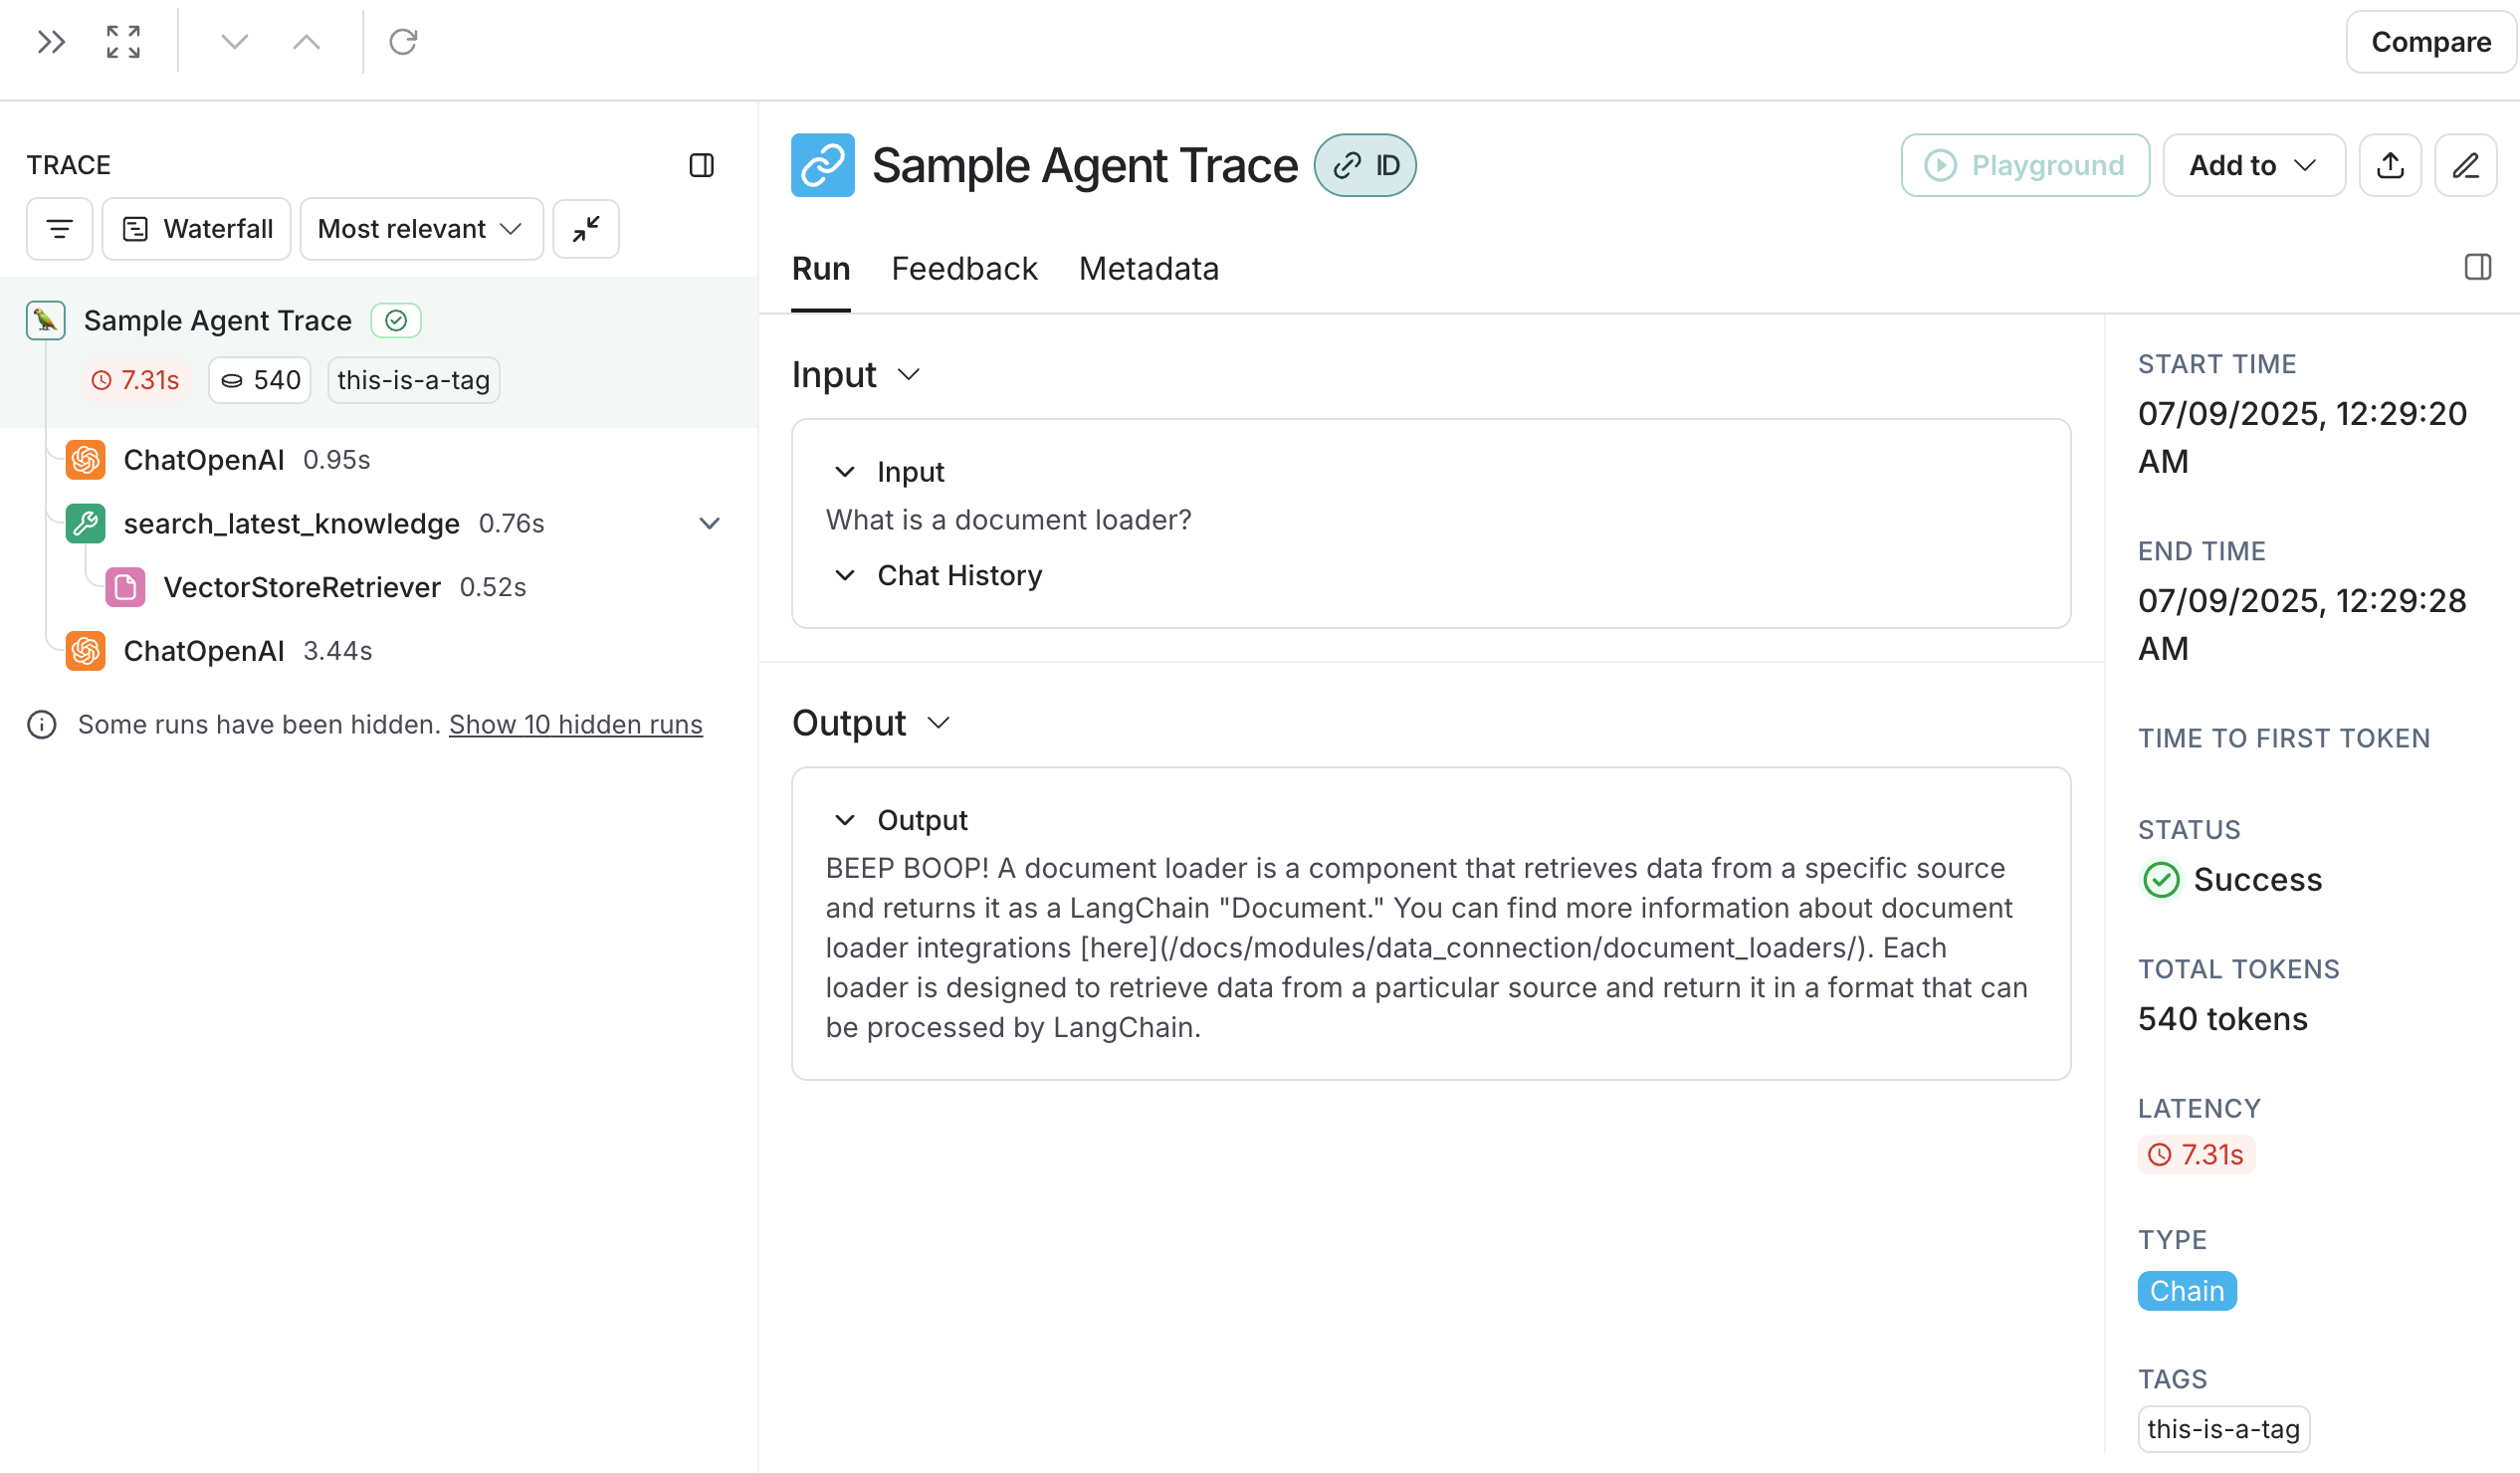 Compare
TRACE
Waterfall
Most relevant
Sample Agent Trace
7.31s
540
this-is-a-tag
ChatOpenAI 0.95s
search_latest_knowledge 0.76s
VectorStoreRetriever 0.52s
ChatOpenAI 3.44s
Some runs have been hidden. Show 10 hidden runs
Sample Agent Trace
ID
Playground
Add to
Run
Feedback
Metadata
Input
Input
What is a document loader?
Chat History
Output
Output
BEEP BOOP! A document loader is a component that retrieves data from a specific source
and returns it as a LangChain "Document." You can find more information about document
loader integrations [here](/docs/modules/data_connection/document_loaders/). Each
loader is designed to retrieve data from a particular source and return it in a format that can
be processed by LangChain.
START TIME
07/09/2025, 12:29:20
AM
END TIME
07/09/2025, 12:29:28
AM
TIME TO FIRST TOKEN
STATUS
Success
TOTAL TOKENS
540 tokens
LATENCY
7.31s
TYPE
Chain
TAGS
this-is-a-tag